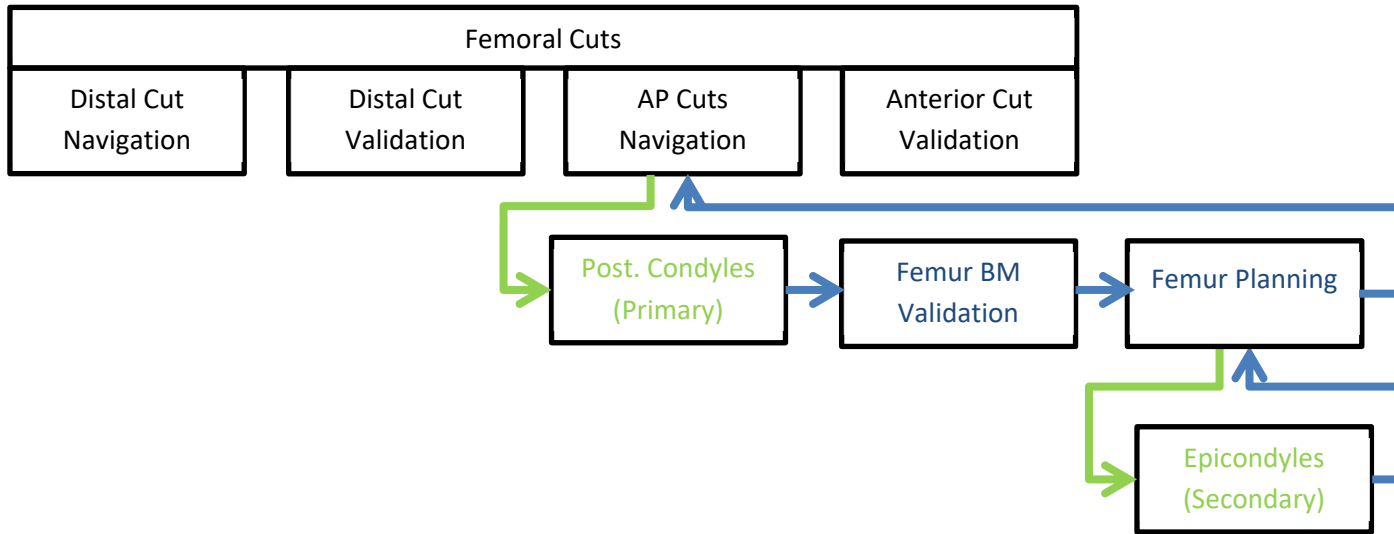 Femoral Cuts
Distal Cut
Navigation
Distal Cut
Validation
AP Cuts
Navigation
Anterior Cut
Validation
Post. Condyles
(Primary)
Femur BM
Validation
Femur Planning
Epicondyles
(Secondary)